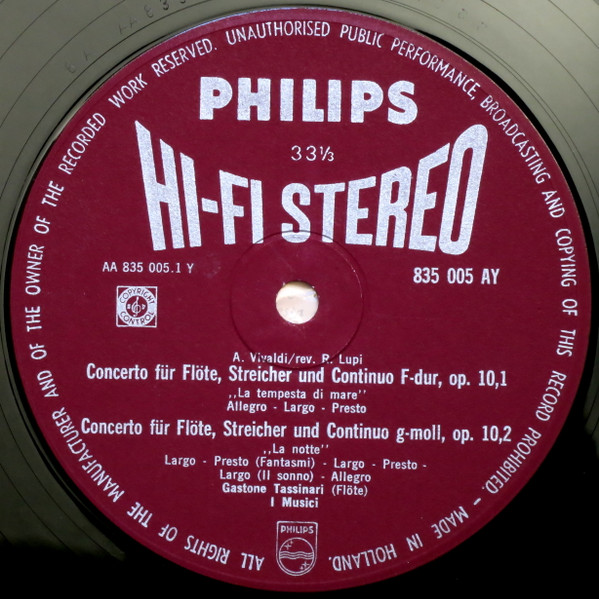 ALL RIGHTS OF THE MANUFACTURER AND OF THE OWNER OF THE RECORDED WORK RESERVED. UNAUTHORISED PUBLIC PERFORMANCE, BROADCASTING AND COPYING OF THIS RECORD PROHIBITED. - MADE IN HOLLAND.
PHILIPS
33⅓
HI-FI STEREO
AA 835 005.1 Y
835 005 AY
COPYRIGHT
CONTROL
A. Vivaldi/rev. R. Lupi
Concerto für Flöte, Streicher und Continuo F-dur, op. 10,1
,,La tempesta di mare''
Allegro - Largo - Presto
Concerto für Flöte, Streicher und Continuo g-moll, op. 10,2
,,La notte''
Largo - Presto (Fantasmi) - Largo - Presto -
Largo (Il sonno) - Allegro
Gastone Tassinari (Flöte)
I Musici
PHILIPS